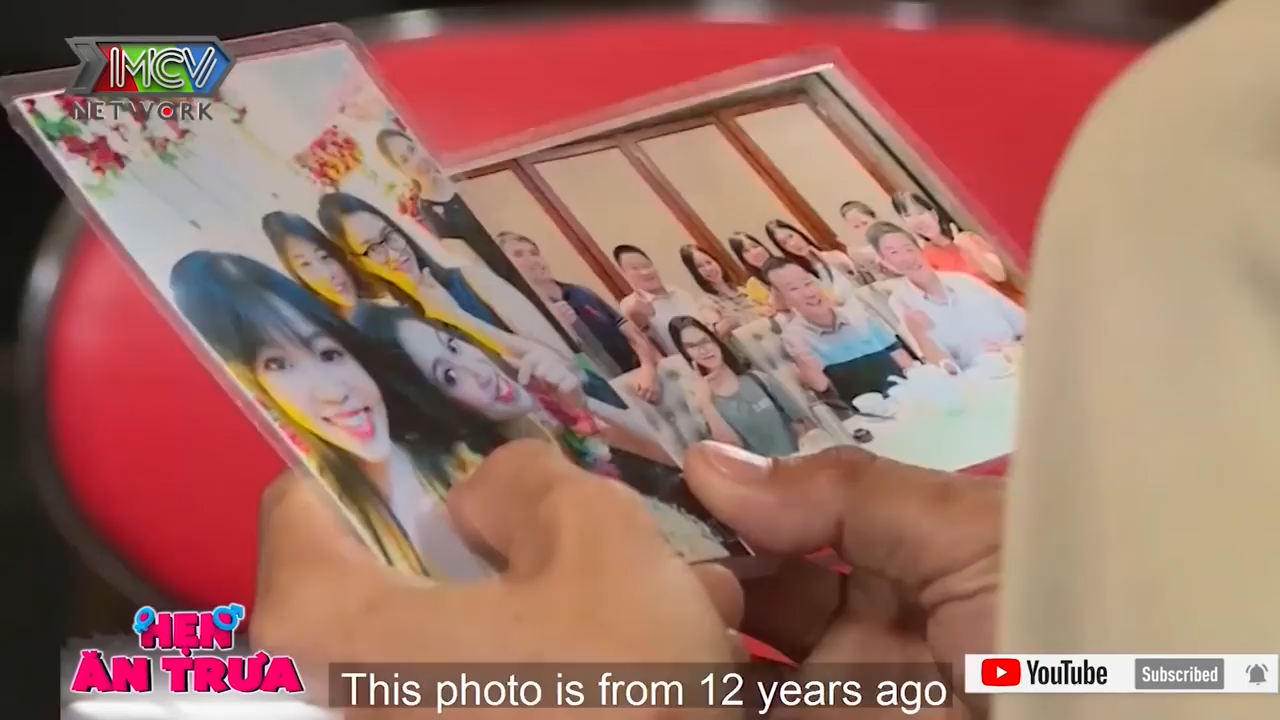 MCV
NETWORK
HẸN
ĂN TRƯA
This photo is from 12 years ago
YouTube
Subscribed